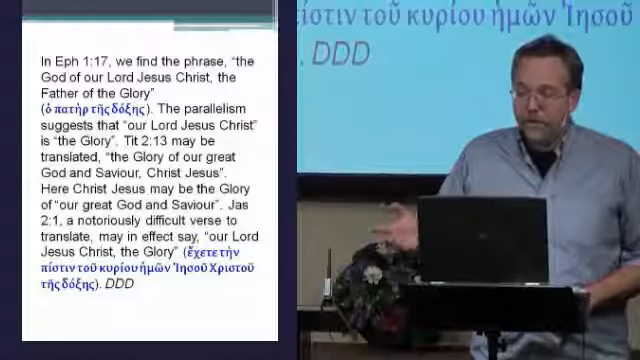 In Eph 1:17, we find the phrase, “the
God of our Lord Jesus Christ, the
Father of the Glory”
(ὁ πατὴρ τῆς δόξης). The parallelism
suggests that “our Lord Jesus Christ”
is “the Glory”. Tit 2:13 may be
translated, “the Glory of our great
God and Saviour, Christ Jesus”.
Here Christ Jesus may be the Glory
of “our great God and Saviour”. Jas
2:1, a notoriously difficult verse to
translate, may in effect say, “our Lord
Jesus Christ, the Glory” (ἔχετε τὴν
πίστιν τοῦ κυρίου ἡμῶν Ἰησοῦ Χριστοῦ
τῆς δόξης). DDD
πίστιν τοῦ κυρίου ἡμῶν Ἰησοῦ
. DDD